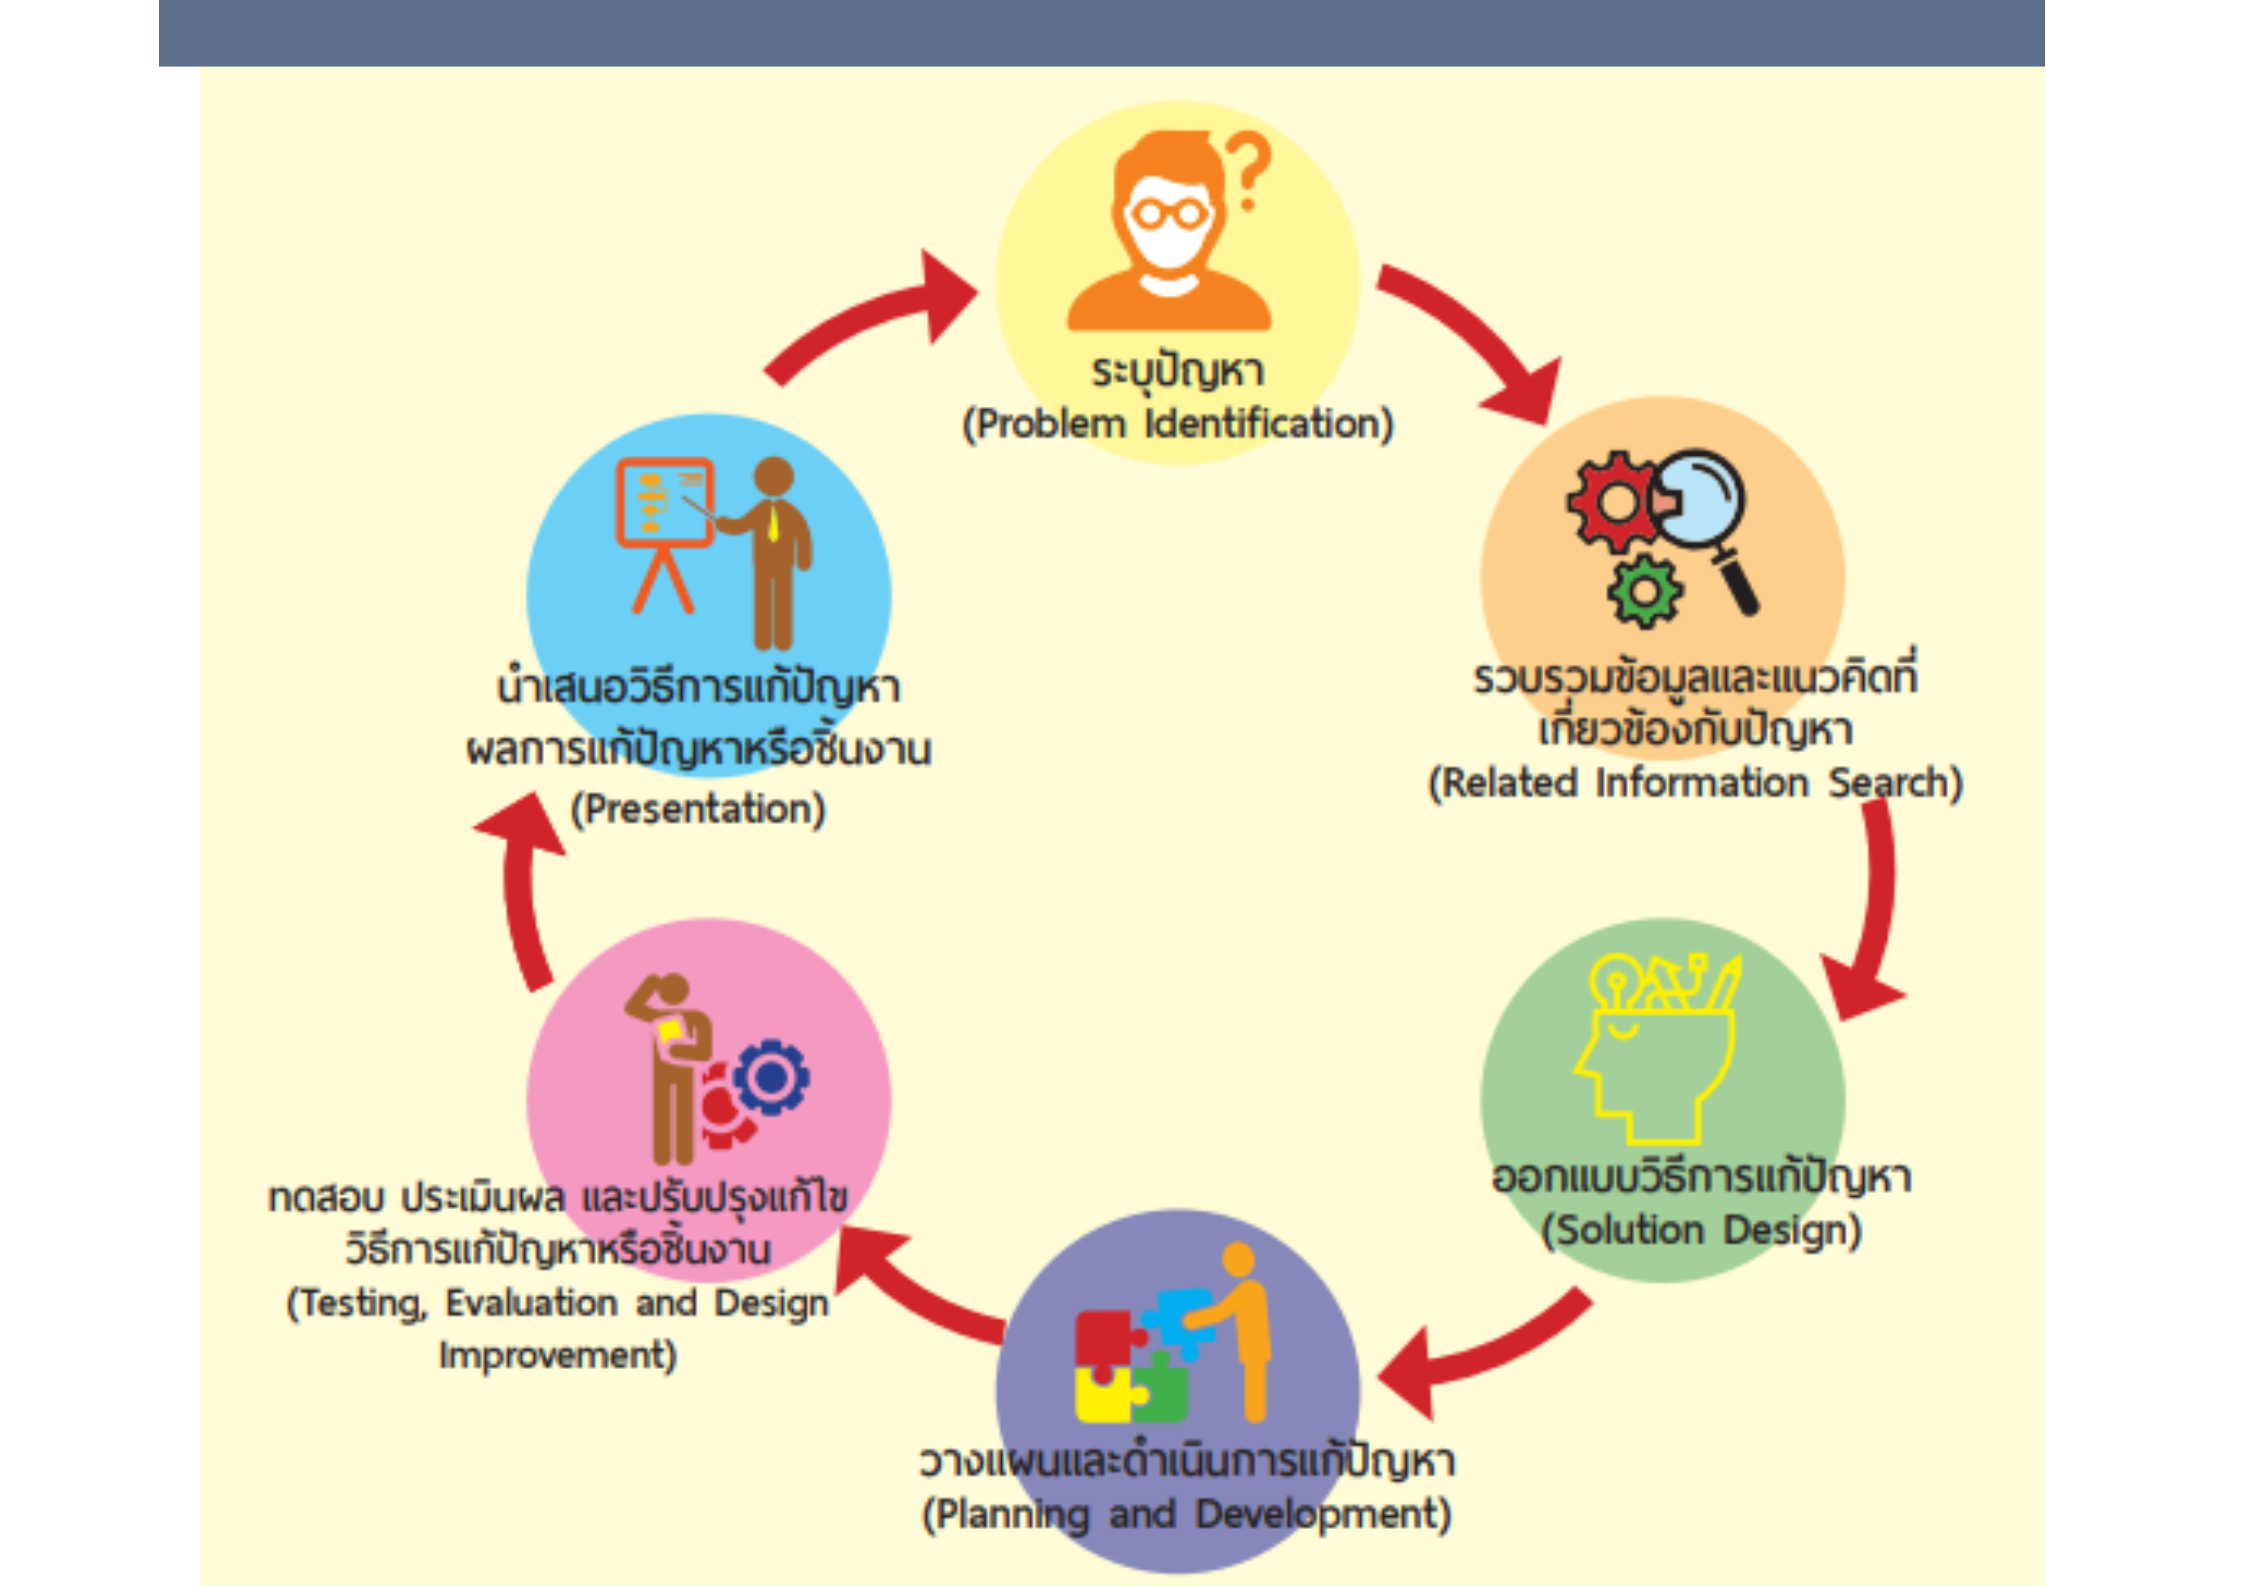 ระบุปัญหา
(Problem Identification)
รวบรวมข้อมูลและแนวคิดที่
เกี่ยวข้องกับปัญหา
(Related Information Search)
ออกแบบวิธีการแก้ปัญหา
(Solution Design)
วางแผนและดำเนินการแก้ปัญหา
(Planning and Development)
ทดสอบ ประเมินผล และปรับปรุงแก้ไข
วิธีการแก้ปัญหาหรือชิ้นงาน
(Testing, Evaluation and Design
Improvement)
นำเสนอวิธีการแก้ปัญหา
ผลการแก้ปัญหาหรือชิ้นงาน
(Presentation)